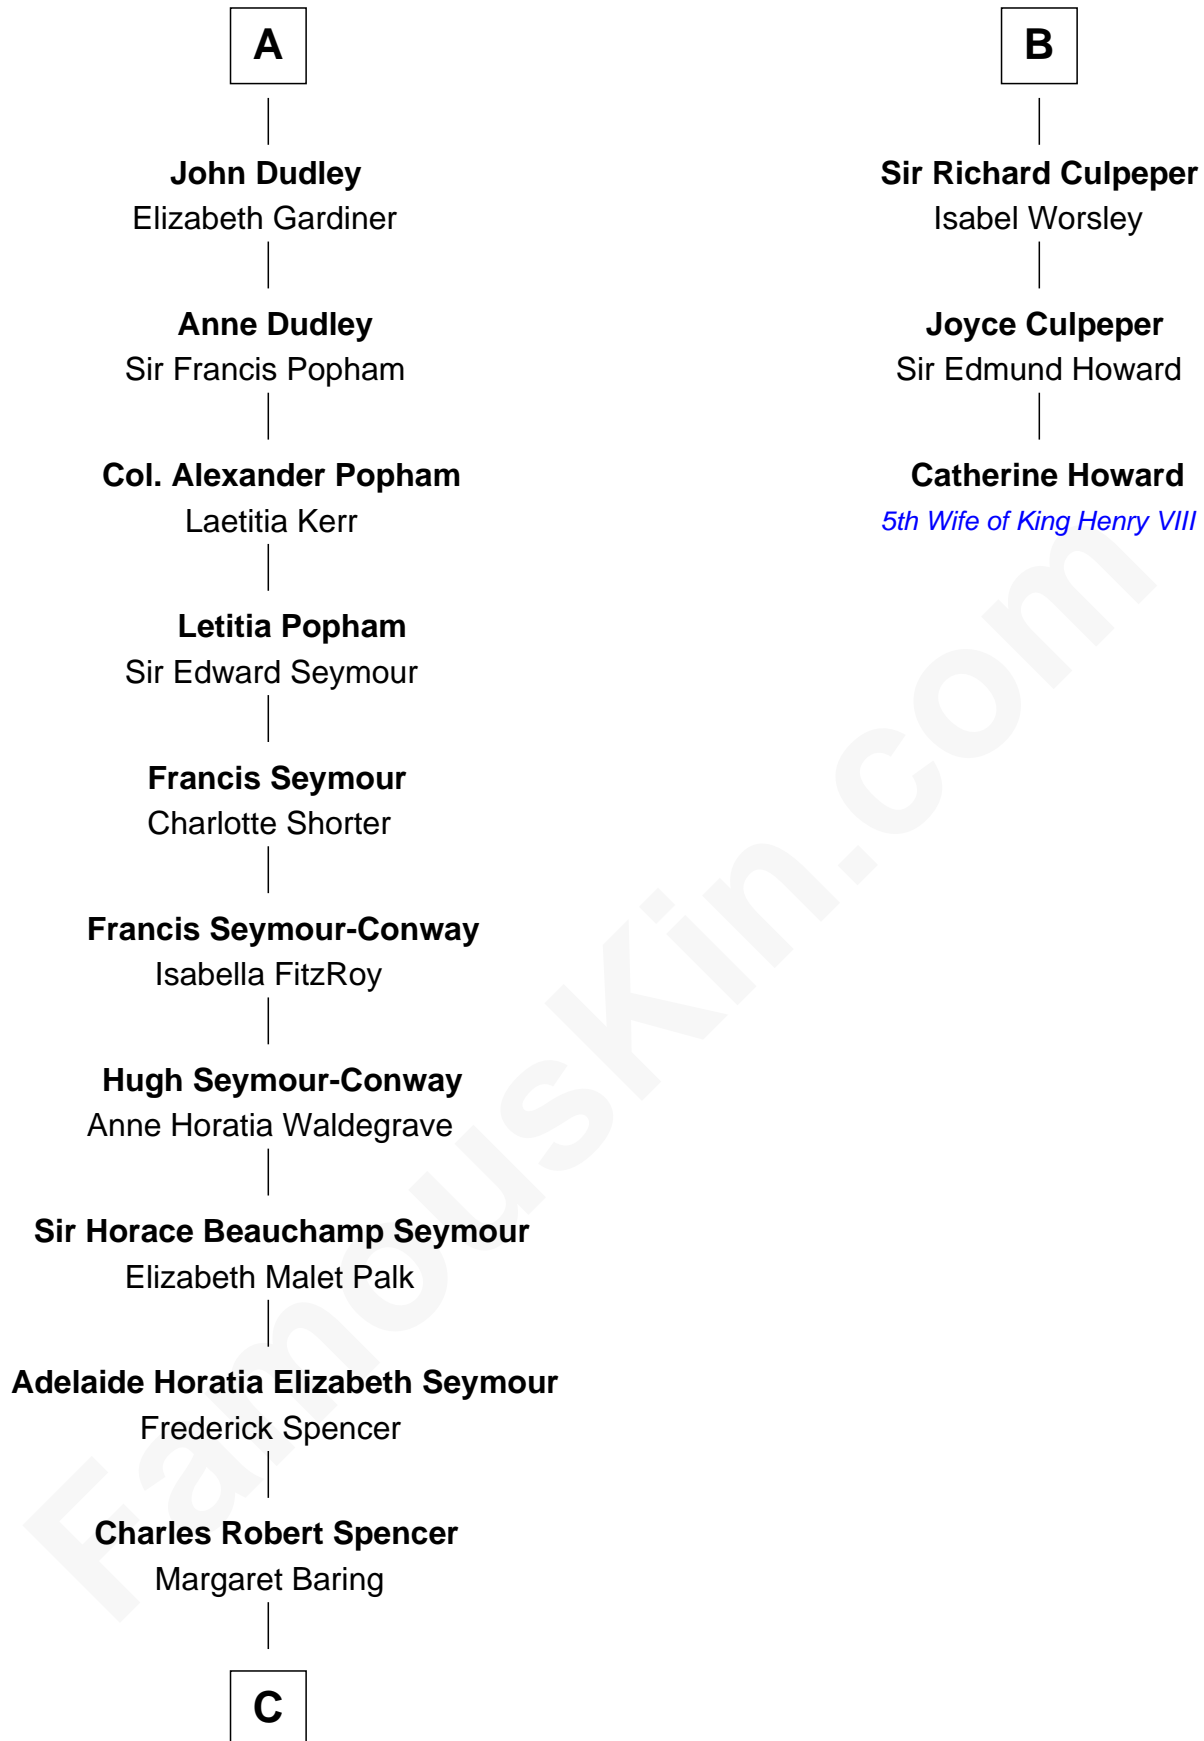 A
John Dudley
Elizabeth Gardiner
Anne Dudley
Sir Francis Popham
Col. Alexander Popham
Laetitia Kerr
Letitia Popham
Sir Edward Seymour
Francis Seymour
Charlotte Shorter
Francis Seymour-Conway
Isabella FitzRoy
Hugh Seymour-Conway
Anne Horatia Waldegrave
Sir Horace Beauchamp Seymour
Elizabeth Malet Palk
Adelaide Horatia Elizabeth Seymour
Frederick Spencer
Charles Robert Spencer
Margaret Baring
C
B
Sir Richard Culpeper
Isabel Worsley
Joyce Culpeper
Sir Edmund Howard
Catherine Howard
5th Wife of King Henry VIII
FamousKin.com